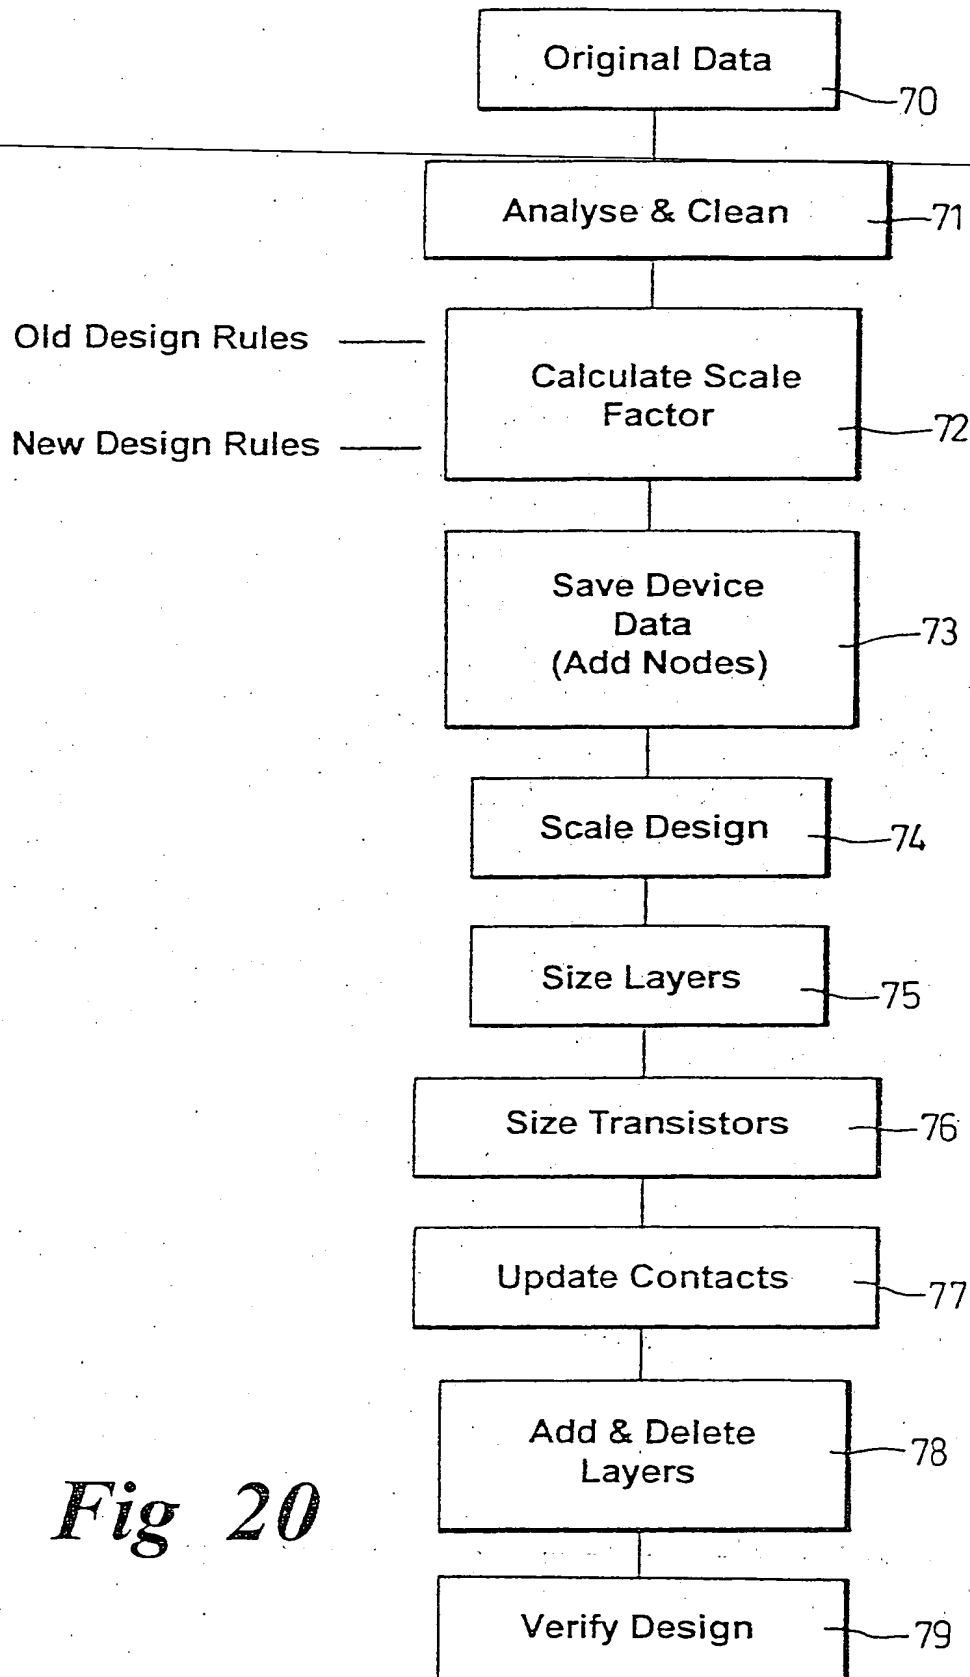 Original Data
70
Analyse & Clean
71
Old Design Rules
Calculate Scale
Factor
72
New Design Rules
Save Device
Data
(Add Nodes)
73
Scale Design
74
Size Layers
75
Size Transistors
76
Update Contacts
77
Add & Delete
Layers
78
Fig 20
Verify Design
79